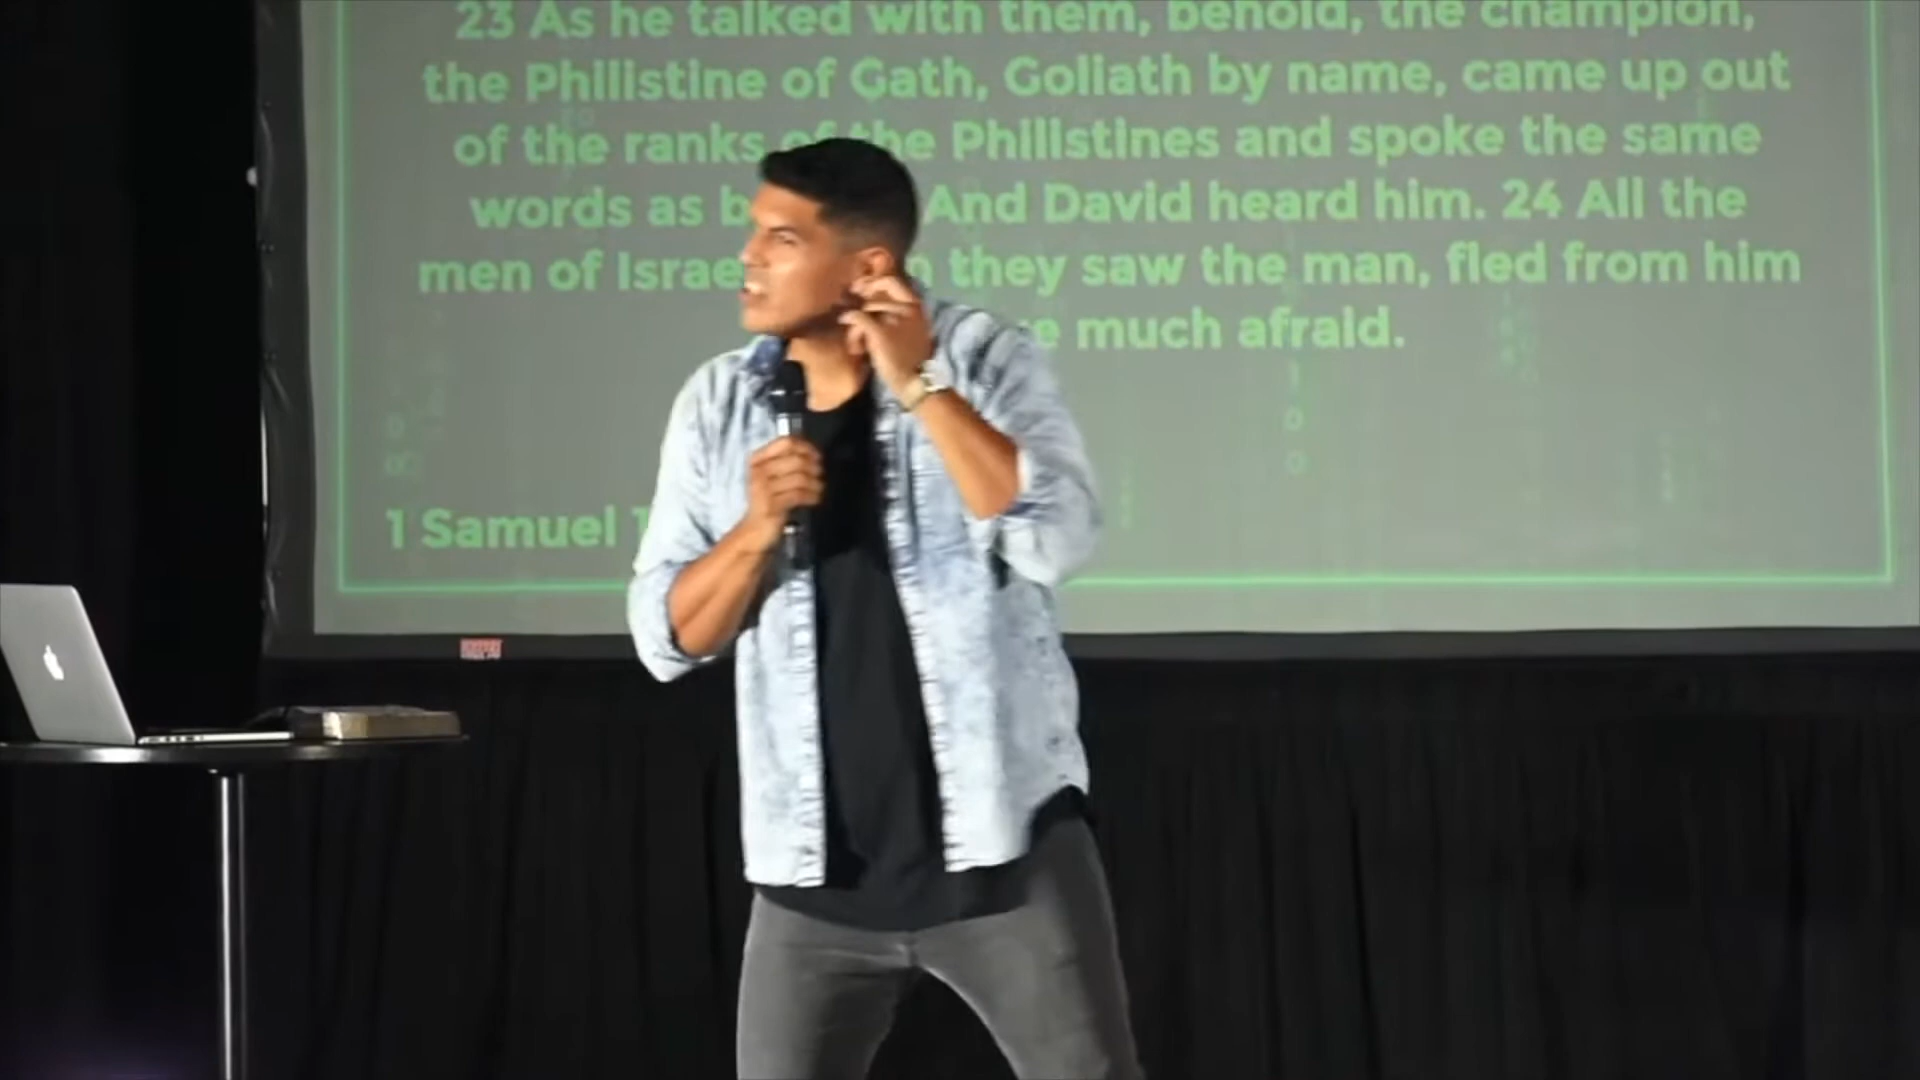 23 As he talked with them, behold, the champion,
the Philistine of Gath, Goliath by name, came up out
of the ranks of the Philistines and spoke the same
words as b And David heard him. 24 All the
men of Israe they saw the man, fled from him
much afraid.
1 Samuel 1